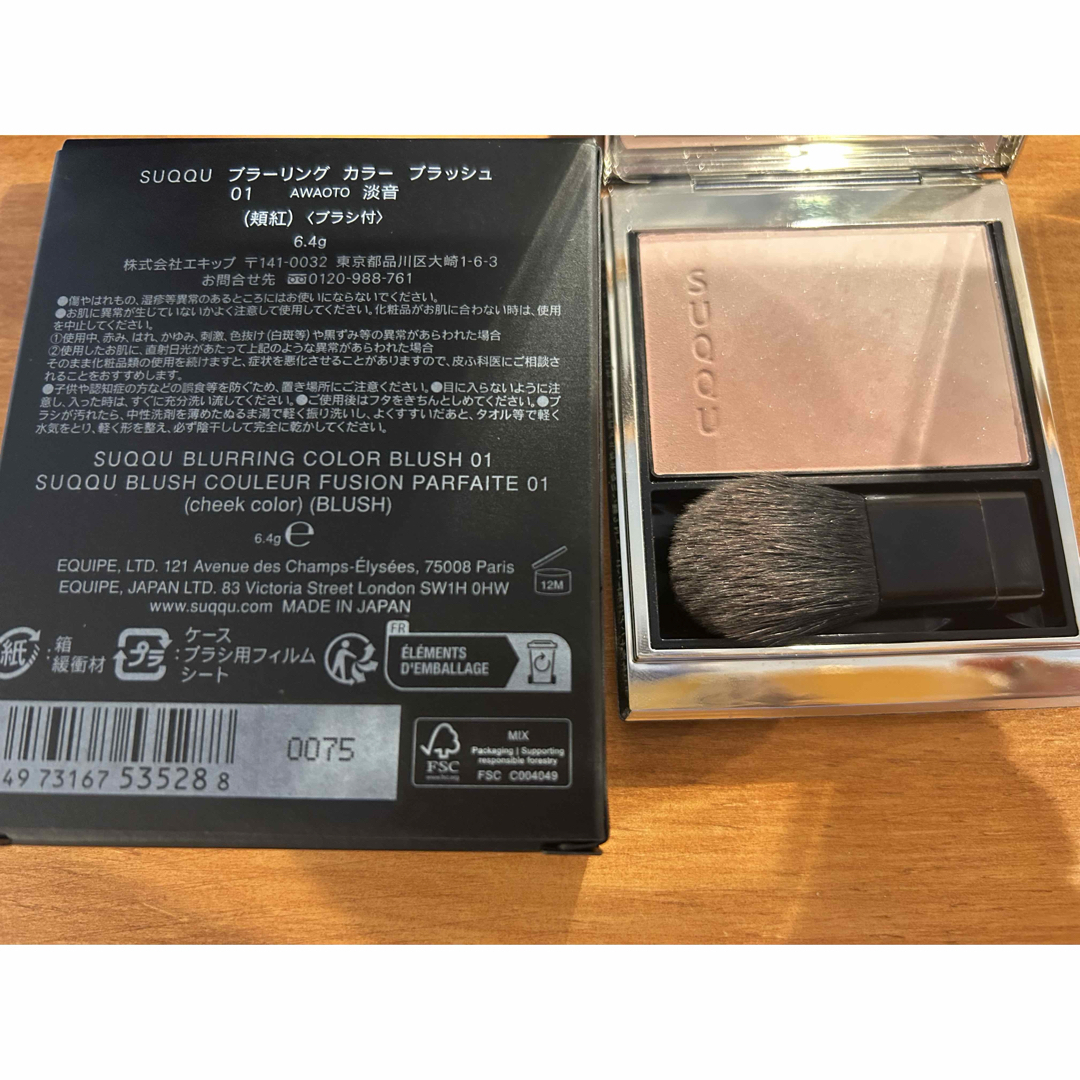 SUQQU ブラーリング カラー ブラッシュ
01 AWAOTO 淡音
(頬紅)〈ブラシ付〉
6.4g
株式会社エキップ 〒141-0032 東京都品川区大崎1-6-3
お問合せ先 0120-988-761
●傷やはれもの、湿疹等異常のあるところにはお使いにならないでください。
●お肌に異常が生じていないかよく注意して使用してください。化粧品がお肌に合わない時は、使用
を中止してください。
①使用中、赤み、はれ、かゆみ、刺激、色抜け(白斑等)や黒ずみ等の異常があらわれた場合
②使用したお肌に、直射日光があたって上記のような異常があらわれた場合
そのまま化粧品類の使用を続けますと、症状を悪化させることがありますので、皮ふ科医にご相談さ
れることをおすすめします。
●子供や認知症の方などの誤食等を防ぐため、置き場所にご注意ください。●目に入らないように注
意し、入った時は、すぐに充分洗い流してください。●ご使用後はフタをきちんとしめてください。●ブ
ラシが汚れたら、中性洗剤を薄めたぬるま湯で軽く振り洗いし、よくすすいだあと、タオル等で軽く
水気をとり、軽く形を整え、必ず陰干しして完全に乾かしてください。
SUQQU BLURRING COLOR BLUSH 01
SUQQU BLUSH COULEUR FUSION PARFAITE 01
(cheek color) (BLUSH)
6.4g e
EQUIPE, LTD. 121 Avenue des Champs-Élysées, 75008 Paris
EQUIPE, JAPAN LTD. 83 Victoria Street London SW1H 0HW
www.suqqu.com MADE IN JAPAN
12M
紙 :箱
緩衝材
プラ :ケース
ブラシ用フィルム
シート
FR
ÉLÉMENTS
D'EMBALLAGE
0075
49 73167 53528 8
FSC
www.fsc.org
MIX
Packaging | Supporting
responsible forestry
FSC C004049
SUQQU